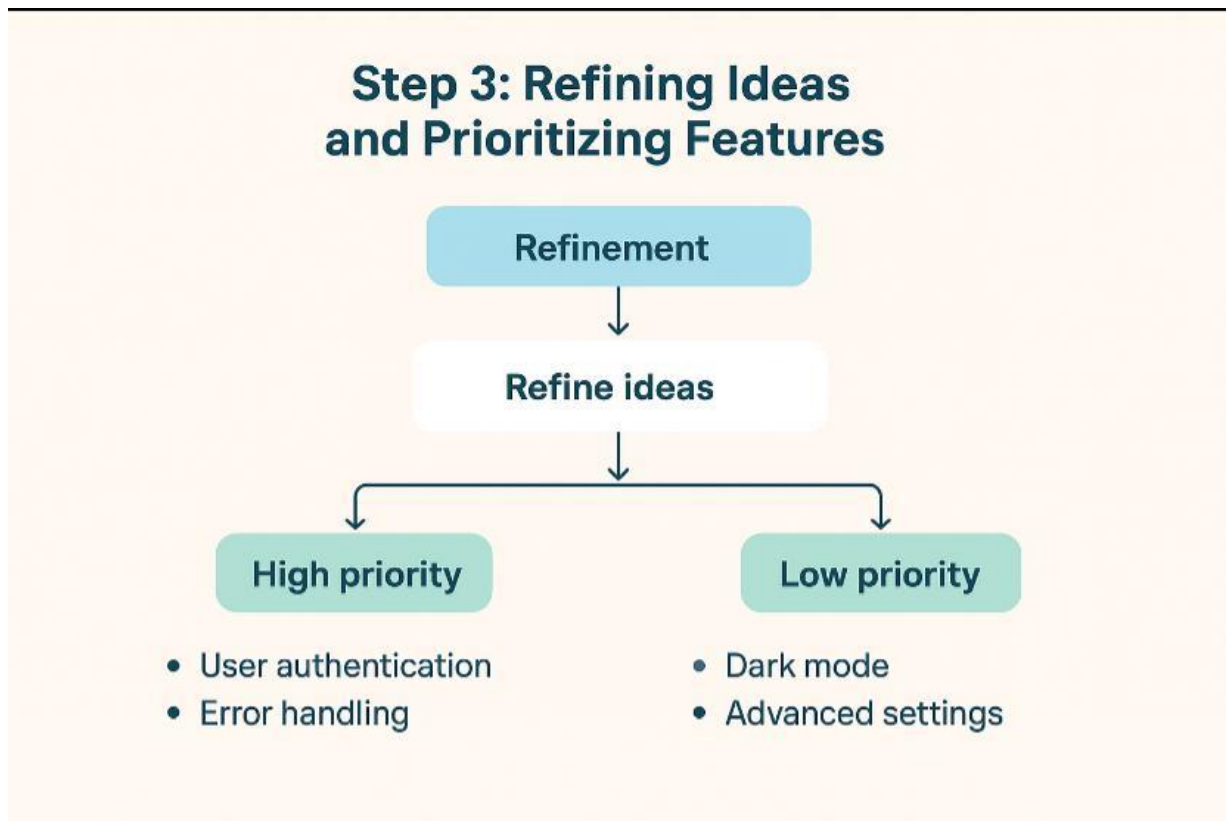 Step 3: Refining Ideas
and Prioritizing Features
Refinement
Refine ideas
High priority
• User authentication
• Error handling
Low priority
• Dark mode
• Advanced settings